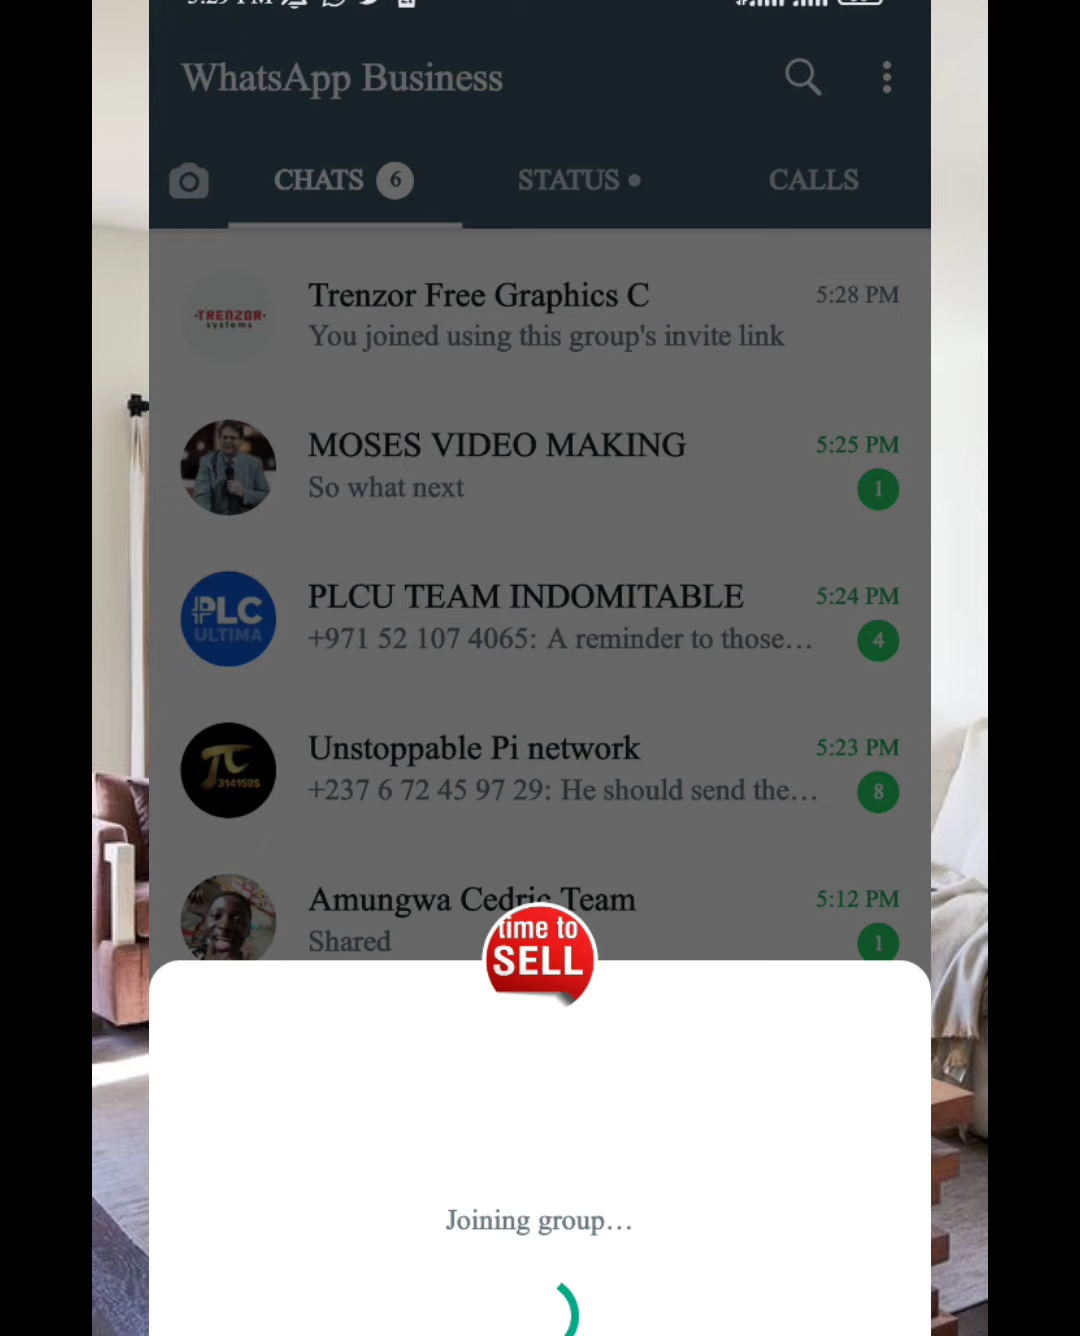 5:29 PM
WhatsApp Business
CHATS 6 STATUS CALLS
Trenzor Free Graphics C 5:28 PM
TRENZOR
systems
You joined using this group's invite link
MOSES VIDEO MAKING 5:25 PM
So what next 1
PLCU TEAM INDOMITABLE 5:24 PM
PLC
ULTIMA
+971 52 107 4065: A reminder to those… 4
Unstoppable Pi network 5:23 PM
314159$
+237 6 72 45 97 29: He should send the… 8
Amungwa Cedric Team 5:12 PM
Shared 1
time to
SELL
Joining group…